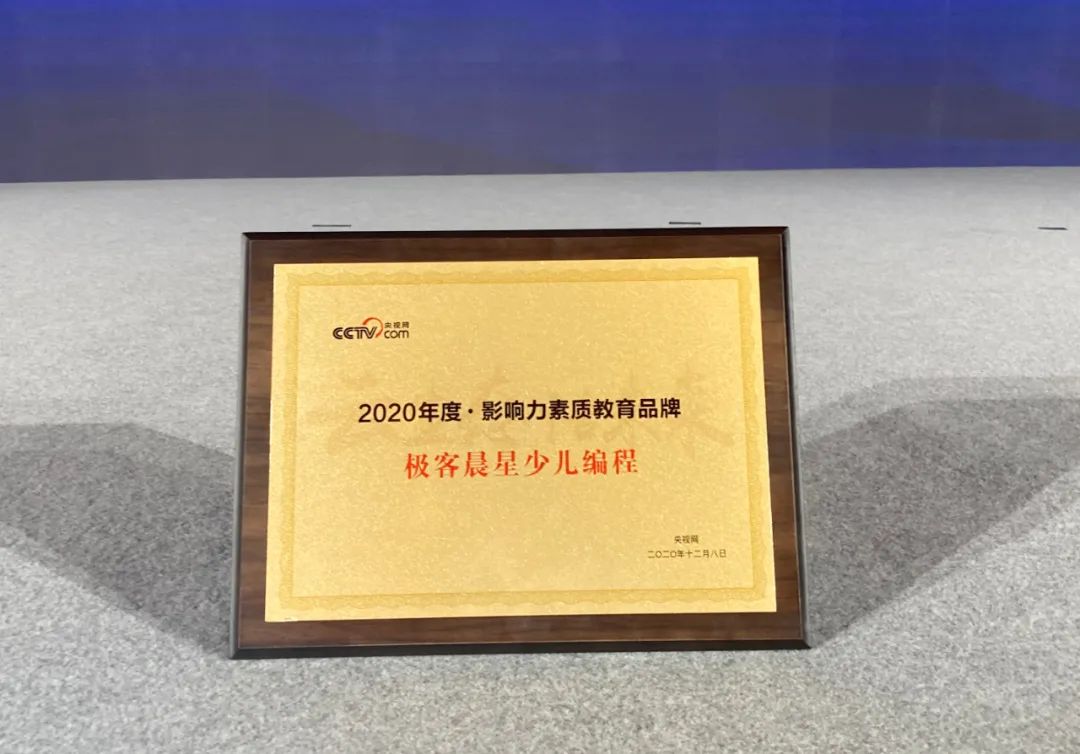 CCTV 央视网
com
2020年度·影响力素质教育品牌
极客晨星少儿编程
央视网
二〇二〇年十二月八日